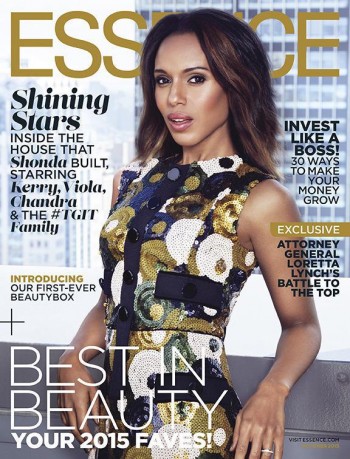 ESSENCE
Shining
Stars
INSIDE THE
HOUSE THAT
Shonda BUILT,
STARRING
Kerry, Viola,
Chandra
& THE #TGIT
Family
INTRODUCING
OUR FIRST-EVER
BEAUTYBOX
+
BEST IN
BEAUTY
YOUR 2015 FAVES!
INVEST
LIKE A
BOSS!
30 WAYS
TO MAKE
YOUR
MONEY
GROW
EXCLUSIVE
ATTORNEY
GENERAL
LORETTA
LYNCH'S
BATTLE TO
THE TOP
VISIT ESSENCE.COM